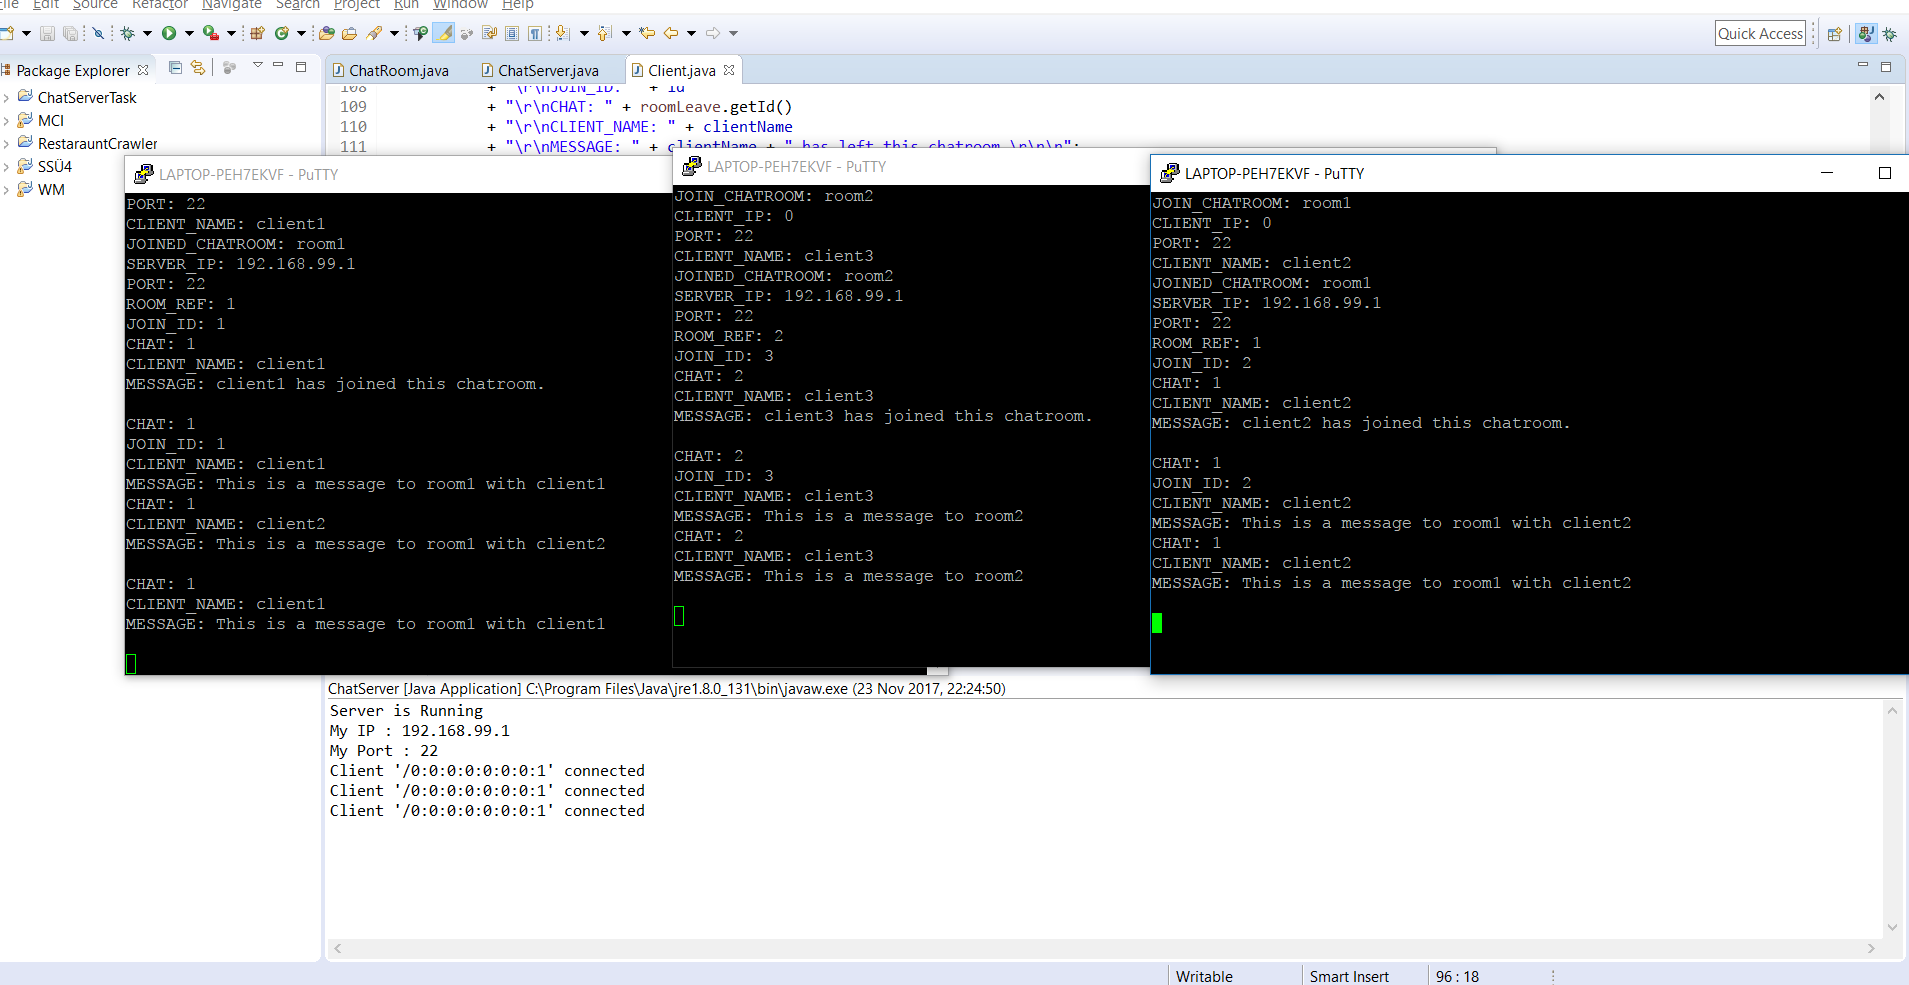 File Edit Source Refactor Navigate Search Project Run Window Help
Quick Access
Package Explorer
ChatServerTask
MCI
RestarauntCrawler
SSÜ4
WM
ChatRoom.java
ChatServer.java
Client.java
108 + "\r\nJOIN_ID: " + id
109 + "\r\nCHAT: " + roomLeave.getId()
110 + "\r\nCLIENT_NAME: " + clientName
111 + "\r\nMESSAGE: " + clientName + " has left this chatroom.\r\n\n";
LAPTOP-PEH7EKVF - PuTTY
PORT: 22
CLIENT_NAME: client1
JOINED_CHATROOM: room1
SERVER_IP: 192.168.99.1
PORT: 22
ROOM_REF: 1
JOIN_ID: 1
CHAT: 1
CLIENT_NAME: client1
MESSAGE: client1 has joined this chatroom.
CHAT: 1
JOIN_ID: 1
CLIENT_NAME: client1
MESSAGE: This is a message to room1 with client1
CHAT: 1
CLIENT_NAME: client2
MESSAGE: This is a message to room1 with client2
CHAT: 1
CLIENT_NAME: client1
MESSAGE: This is a message to room1 with client1
LAPTOP-PEH7EKVF - PuTTY
JOIN_CHATROOM: room2
CLIENT_IP: 0
PORT: 22
CLIENT_NAME: client3
JOINED_CHATROOM: room2
SERVER_IP: 192.168.99.1
PORT: 22
ROOM_REF: 2
JOIN_ID: 3
CHAT: 2
CLIENT_NAME: client3
MESSAGE: client3 has joined this chatroom.
CHAT: 2
JOIN_ID: 3
CLIENT_NAME: client3
MESSAGE: This is a message to room2
CHAT: 2
CLIENT_NAME: client3
MESSAGE: This is a message to room2
LAPTOP-PEH7EKVF - PuTTY
JOIN_CHATROOM: room1
CLIENT_IP: 0
PORT: 22
CLIENT_NAME: client2
JOINED_CHATROOM: room1
SERVER_IP: 192.168.99.1
PORT: 22
ROOM_REF: 1
JOIN_ID: 2
CHAT: 1
CLIENT_NAME: client2
MESSAGE: client2 has joined this chatroom.
CHAT: 1
JOIN_ID: 2
CLIENT_NAME: client2
MESSAGE: This is a message to room1 with client2
CHAT: 1
CLIENT_NAME: client2
MESSAGE: This is a message to room1 with client2
ChatServer [Java Application] C:\Program Files\Java\jre1.8.0_131\bin\javaw.exe (23 Nov 2017, 22:24:50)
Server is Running
My IP : 192.168.99.1
My Port : 22
Client '/0:0:0:0:0:0:0:1' connected
Client '/0:0:0:0:0:0:0:1' connected
Client '/0:0:0:0:0:0:0:1' connected
Writable
Smart Insert
96 : 18